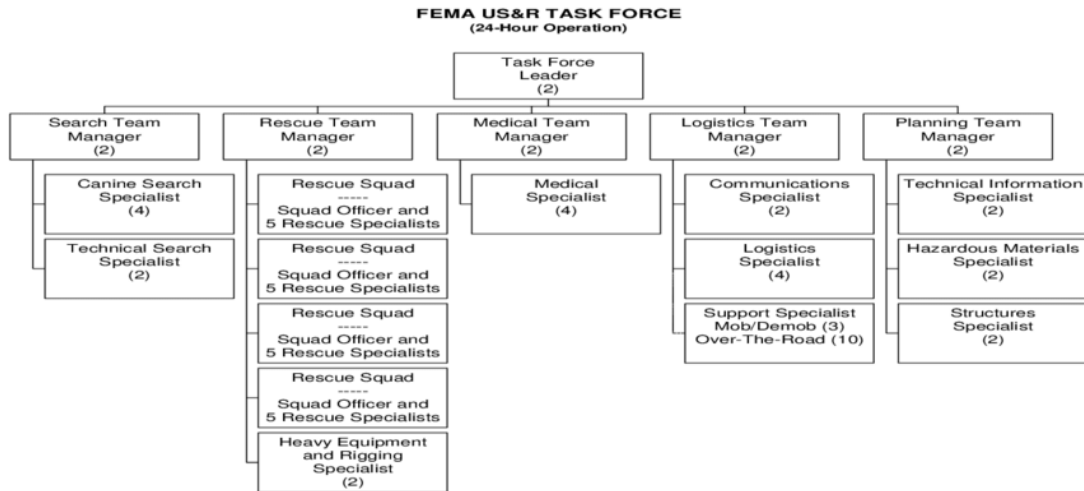 FEMA US&R TASK FORCE
(24-Hour Operation)
Task Force
Leader
(2)
Search Team
Manager
(2)
Canine Search
Specialist
(4)
Technical Search
Specialist
(2)
Rescue Team
Manager
(2)
Rescue Squad
-----
Squad Officer and
5 Rescue Specialists
Rescue Squad
-----
Squad Officer and
5 Rescue Specialists
Rescue Squad
-----
Squad Officer and
5 Rescue Specialists
Rescue Squad
-----
Squad Officer and
5 Rescue Specialists
Heavy Equipment
and Rigging
Specialist
(2)
Medical Team
Manager
(2)
Medical
Specialist
(4)
Logistics Team
Manager
(2)
Communications
Specialist
(2)
Logistics
Specialist
(4)
Support Specialist
Mob/Demob (3)
Over-The-Road (10)
Planning Team
Manager
(2)
Technical Information
Specialist
(2)
Hazardous Materials
Specialist
(2)
Structures
Specialist
(2)